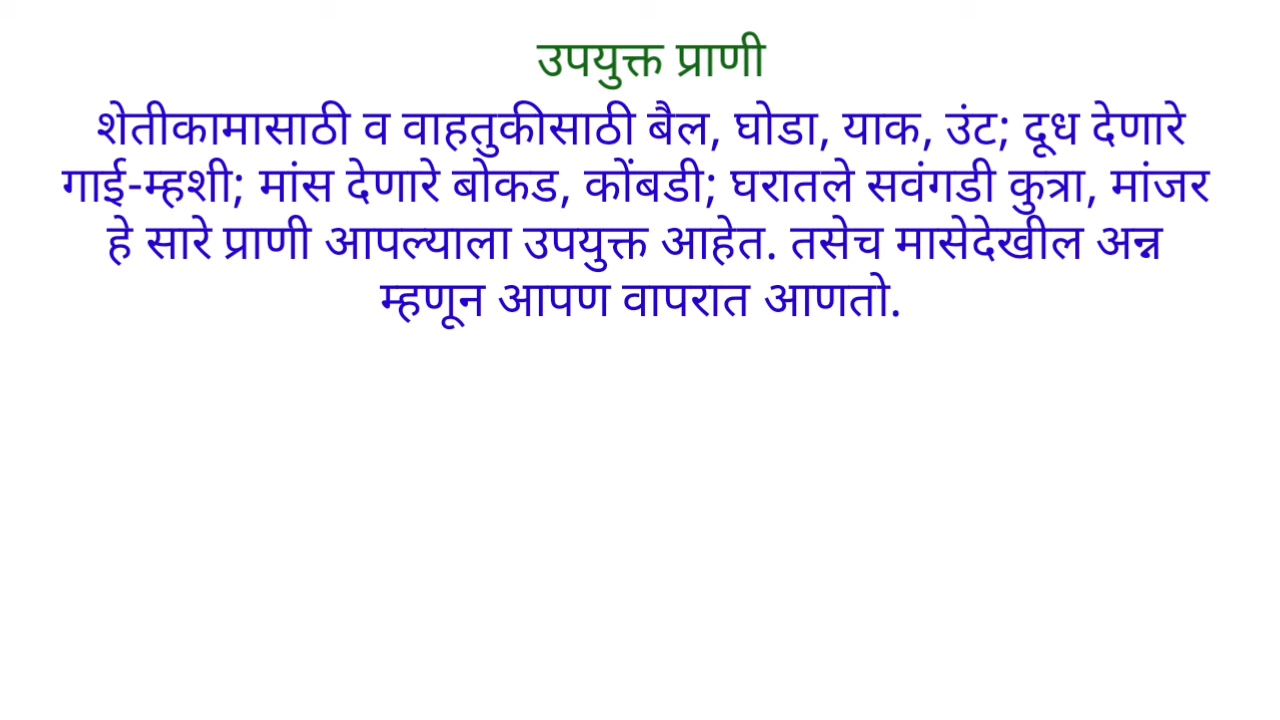 उपयुक्त प्राणी
शेतीकामासाठी व वाहतुकीसाठी बैल, घोडा, याक, उंट; दूध देणारे
गाई-म्हशी; मांस देणारे बोकड, कोंबडी; घरातले सवंगडी कुत्रा, मांजर
हे सारे प्राणी आपल्याला उपयुक्त आहेत. तसेच मासेदेखील अन्न
म्हणून आपण वापरात आणतो.